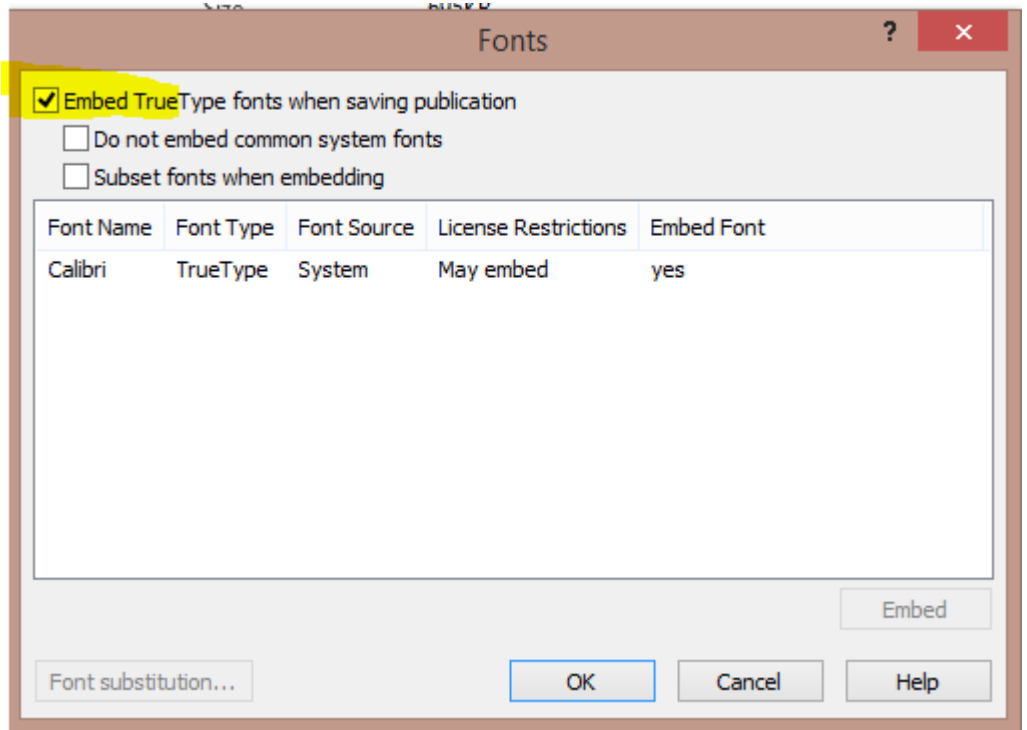 Fonts
?
Embed TrueType fonts when saving publication
Do not embed common system fonts
Subset fonts when embedding
Font Name Font Type Font Source License Restrictions Embed Font
Calibri TrueType System May embed yes
Embed
Font substitution... OK Cancel Help